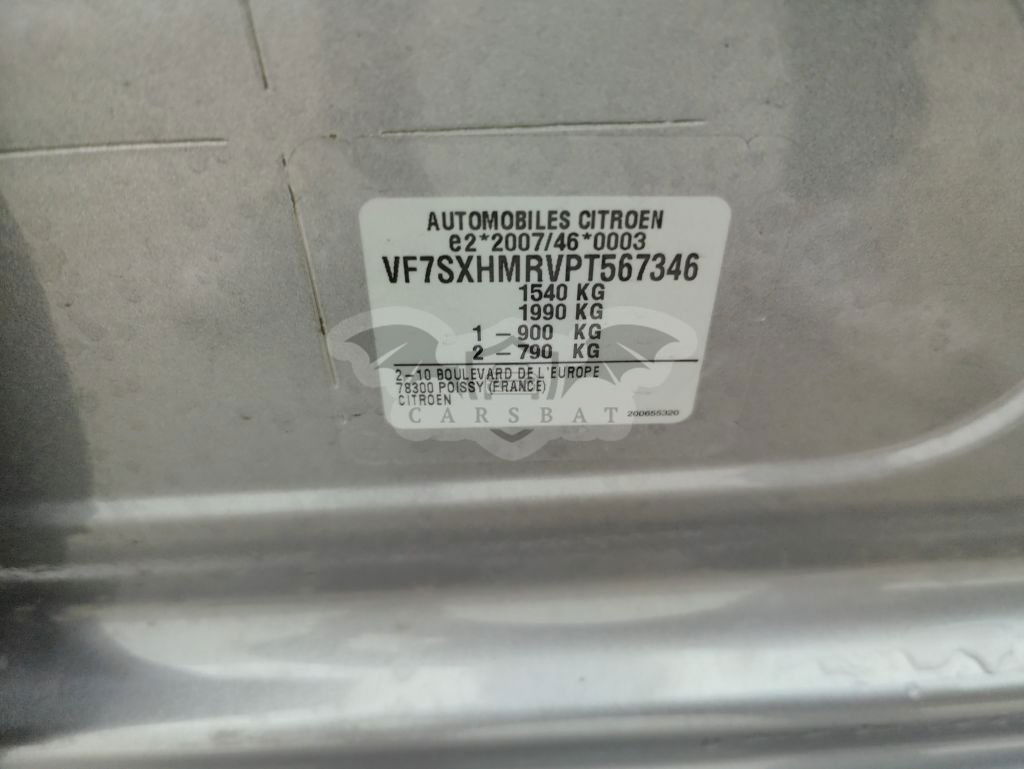 AUTOMOBILES CITROEN
e2*2007/46*0003
VF7SXHMRVPT567346
1540 KG
1990 KG
1 – 900 KG
2 – 790 KG
2–10 BOULEVARD DE L'EUROPE
78300 POISSY (FRANCE)
CITROEN
200655320
CARSBAT